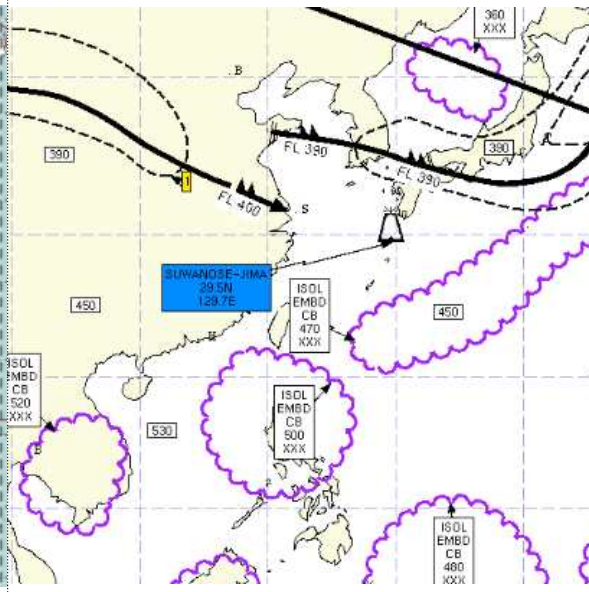 360
XXX
B
390
FL 390
390
FL 390
1
FL 400
S
SUWANOSE-JIMA
29.5N
129.7E
ISOL
EMBD
CB
470
XXX
450
450
H
ISOL
EMBD
CB
520
XXX
ISOL
EMBD
CB
500
XXX
530
B
ISOL
EMBD
CB
480
XXX